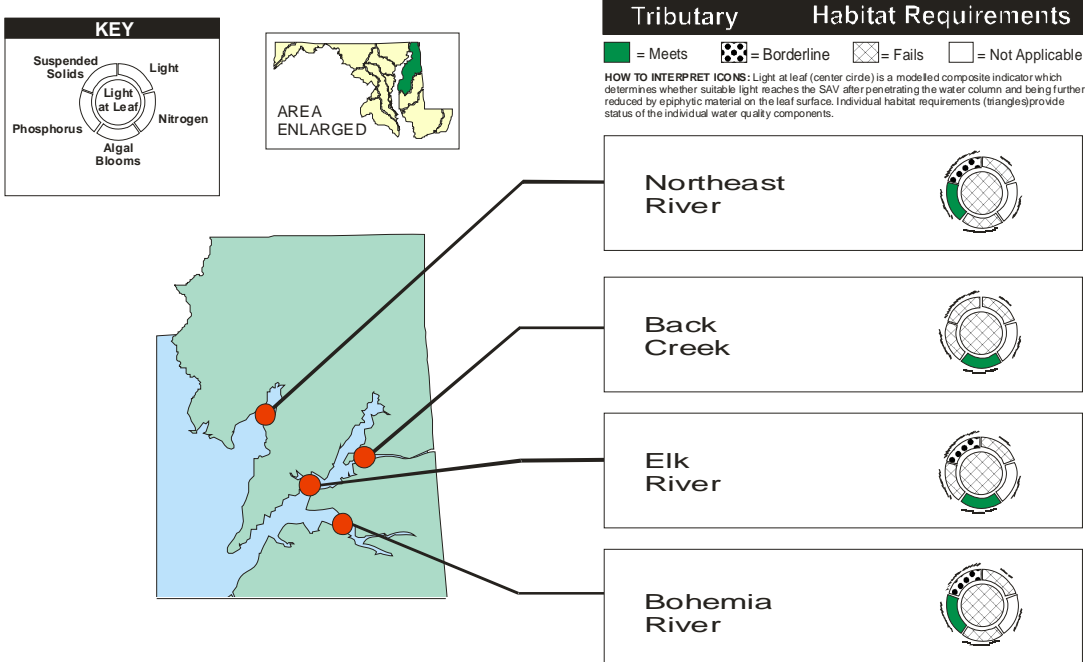 KEY
Suspended
Solids
Light
Light
at Leaf
Phosphorus
Nitrogen
Algal
Blooms
AREA
ENLARGED
Tributary Habitat Requirements
= Meets = Borderline = Fails = Not Applicable
HOW TO INTERPRET ICONS: Light at leaf (center circle) is a modelled composite indicator which
determines whether suitable light reaches the SAV after penetrating the water column and being further
reduced by epiphytic material on the leaf surface. Individual habitat requirements (triangles)provide
status of the individual water quality components.
Northeast
River
Back
Creek
Elk
River
Bohemia
River